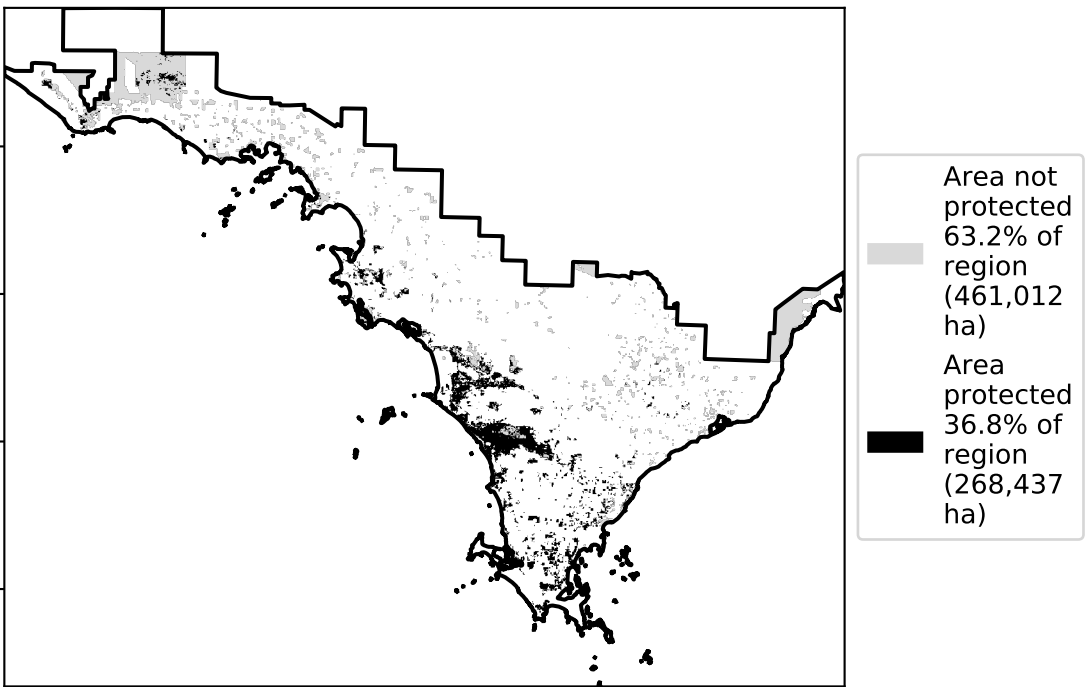 Area not
protected
63.2% of
region
(461,012
ha)
Area
protected
36.8% of
region
(268,437
ha)